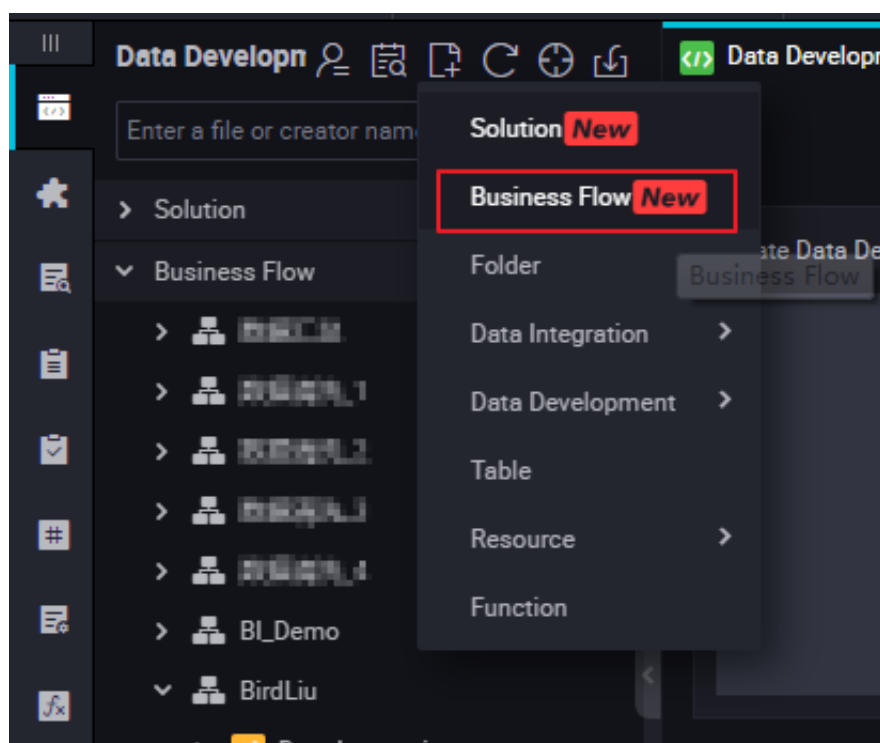 Data Developn
Data Developm
Enter a file or creator nam
Solution New
Business Flow New
Folder
Data Integration
Data Development
Table
Resource
Function
Solution
Business Flow
BI_Demo
BirdLiu
ate Data De
Business Flow